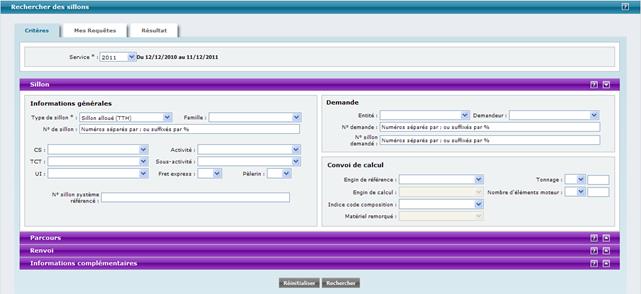 Rechercher des sillons
Critères Mes Requêtes Résultat
Service * : 2011 Du 12/12/2010 au 11/12/2011
Sillon
Informations générales
Type de sillon * : Sillon alloué (TTH) Famille :
N° de sillon : Numéros séparés par ; ou suffixés par %
CS : Activité :
TCT : Sous-activité :
UI : Fret express : Pèlerin :
N° sillon système
référencé :
Demande
Entité : Demandeur :
N° demande : Numéros séparés par ; ou suffixés par %
N° sillon
demandé : Numéros séparés par ; ou suffixés par %
Convoi de calcul
Engin de référence : Tonnage :
Engin de calcul : Nombre d'éléments moteur :
Indice code composition :
Matériel remorqué :
Parcours
Renvoi
Informations complémentaires
Réinitialiser Rechercher